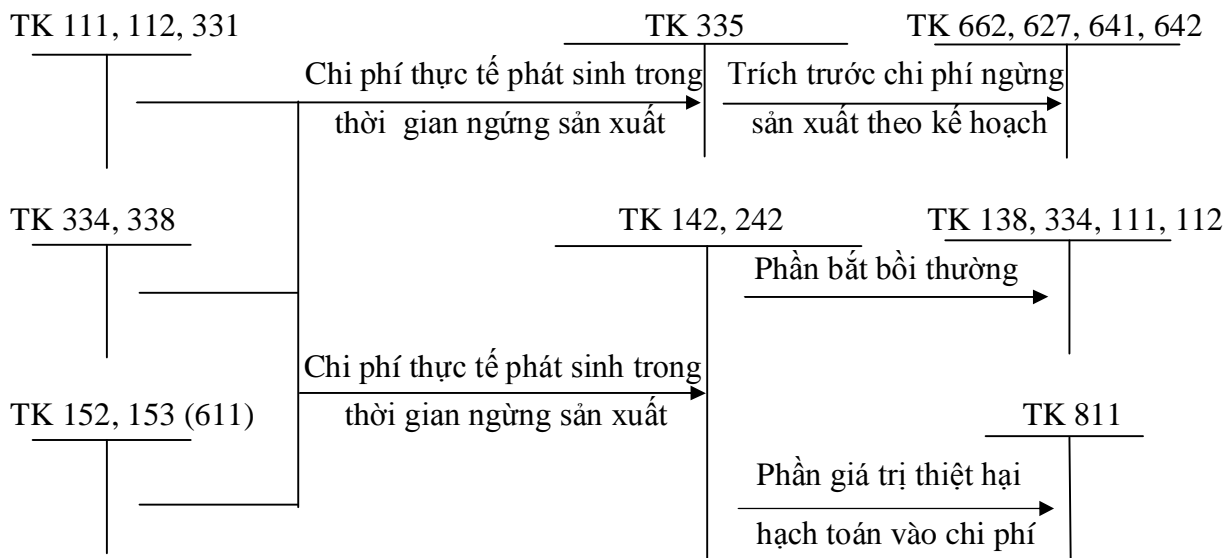 TK 111, 112, 331
TK 335
TK 662, 627, 641, 642
Chi phí thực tế phát sinh trong
thời gian ngứng sản xuất
Trích trước chi phí ngừng
sản xuất theo kế hoạch
TK 334, 338
TK 142, 242
TK 138, 334, 111, 112
Phần bắt bồi thường
Chi phí thực tế phát sinh trong
thời gian ngừng sản xuất
TK 152, 153 (611)
TK 811
Phần giá trị thiệt hại
hạch toán vào chi phí